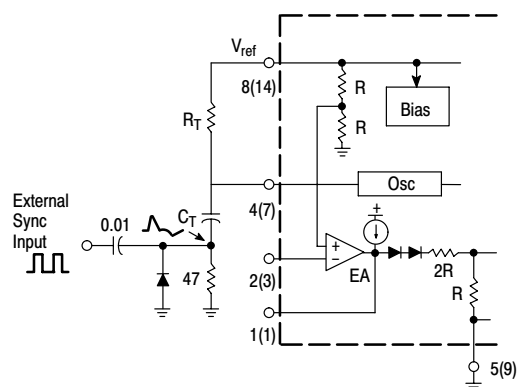 Vref
8(14)
R
Bias
RT
R
External
Sync
Input
0.01
CT
4(7)
Osc
+
+
−
47
2(3)
EA
2R
R
1(1)
5(9)